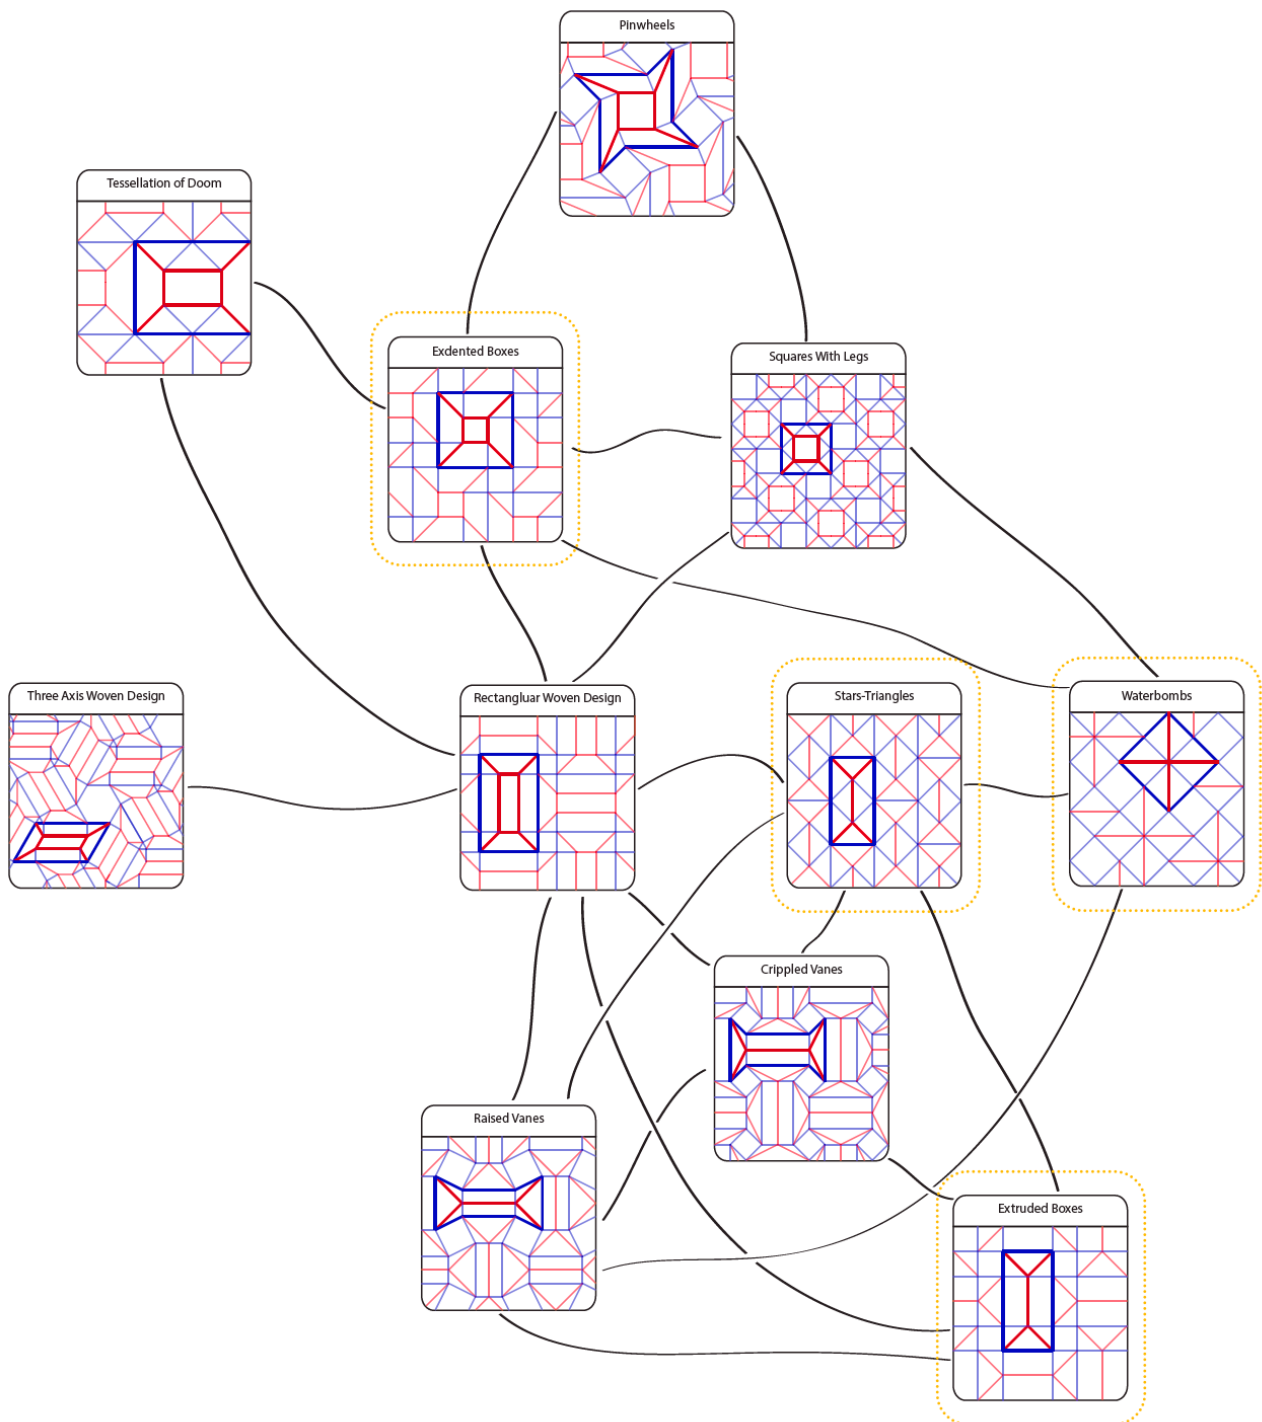 Pinwheels
Tessellation of Doom
Exdented Boxes
Squares With Legs
Three Axis Woven Design
Rectangluar Woven Design
Stars-Triangles
Waterbombs
Crippled Vanes
Raised Vanes
Extruded Boxes